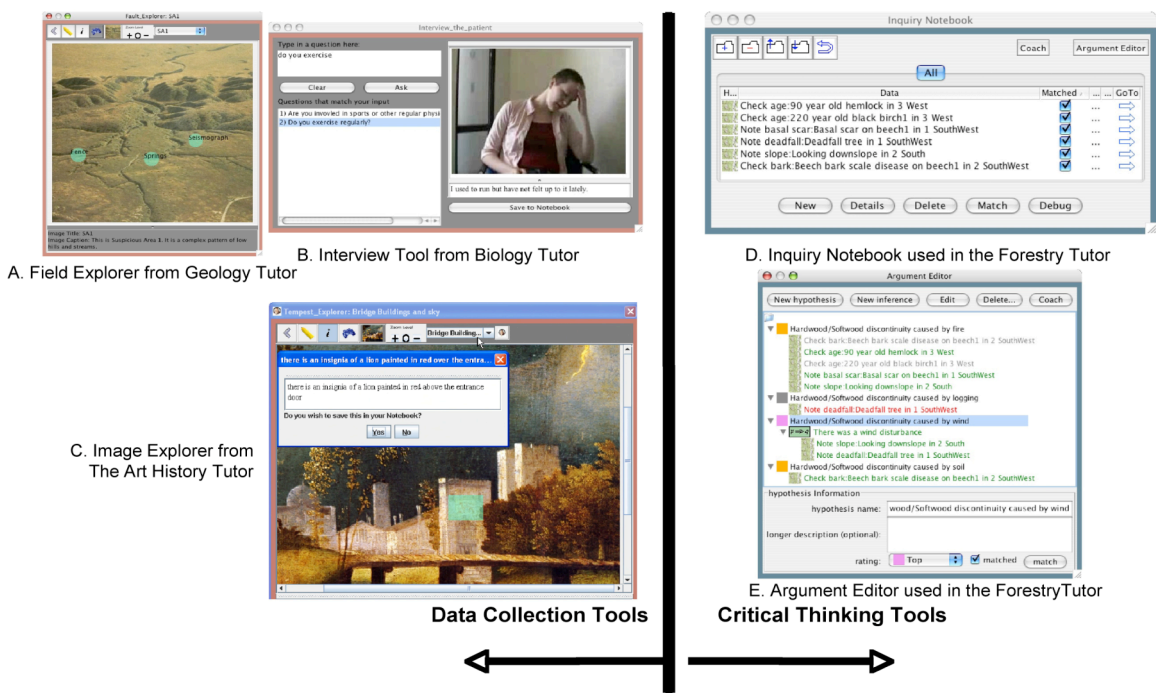 Fault_Explorer: SA1
Zoom Level
+ o -
SA1
Fence
Springs
Seismograph
Image Title: SA1
Image Caption: This is Suspicious Area 1. It is a complex pattern of low
hills and streams.
A. Field Explorer from Geology Tutor
Interview_the_patient
Type in a question here:
do you exercise
Clear
Ask
Questions that match your input
1) Are you invovled in sports or other regular physi
2) Do you exercise regularly?
I used to run but have not felt up to it lately.
Save to Notebook
B. Interview Tool from Biology Tutor
Tempest_Explorer: Bridge Buildings and sky
Zoom Level
+ o -
Bridge Building...
there is an insignia of a lion painted in red over the entra...
there is an insignia of a lion painted in red above the entrance
door
Do you wish to save this in your Notebook?
Yes
No
C. Image Explorer from
The Art History Tutor
Data Collection Tools
Inquiry Notebook
Coach
Argument Editor
All
H... Data Matched ... ... GoTo
Check age:90 year old hemlock in 3 West ...
Check age:220 year old black birch1 in 3 West ...
Note basal scar:Basal scar on beech1 in 1 SouthWest ...
Note deadfall:Deadfall tree in 1 SouthWest ...
Note slope:Looking downslope in 2 South ...
Check bark:Beech bark scale disease on beech1 in 2 SouthWest ...
New
Details
Delete
Match
Debug
D. Inquiry Notebook used in the Forestry Tutor
Argument Editor
New hypothesis
New inference
Edit
Delete...
Coach
Hardwood/Softwood discontinuity caused by fire
Check bark:Beech bark scale disease on beech1 in 2 SouthWest
Check age:90 year old hemlock in 3 West
Check age:220 year old black birch1 in 3 West
Note basal scar:Basal scar on beech1 in 1 SouthWest
Note slope:Looking downslope in 2 South
Hardwood/Softwood discontinuity caused by logging
Note deadfall:Deadfall tree in 1 SouthWest
Hardwood/Softwood discontinuity caused by wind
There was a wind disturbance
Note slope:Looking downslope in 2 South
Note deadfall:Deadfall tree in 1 SouthWest
Hardwood/Softwood discontinuity caused by soil
Check bark:Beech bark scale disease on beech1 in 2 SouthWest
hypothesis Information
hypothesis name: wood/Softwood discontinuity caused by wind
longer description (optional):
rating: Top matched match
E. Argument Editor used in the ForestryTutor
Critical Thinking Tools